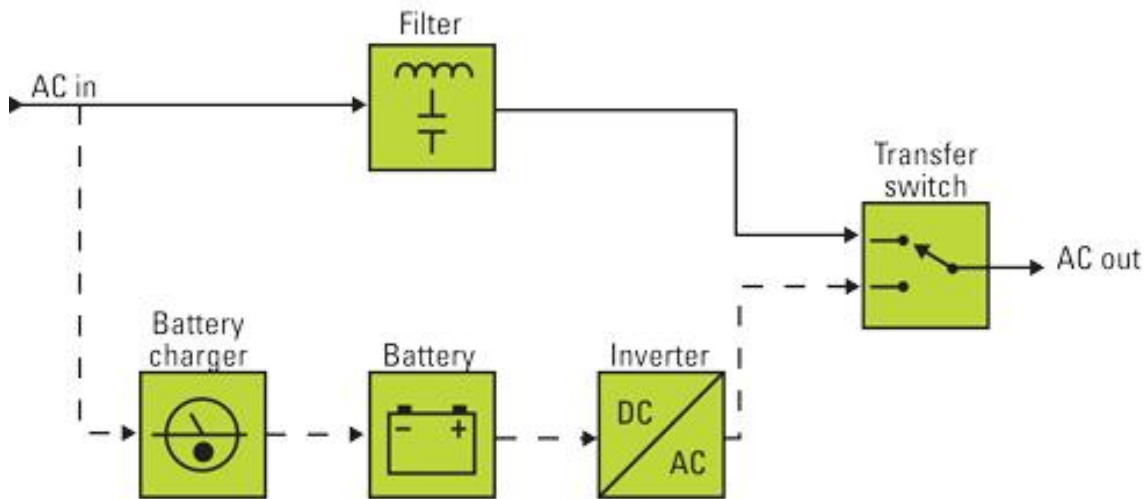 Filter
AC in
Transfer
switch
AC out
Battery
charger
Battery
Inverter
DC
AC
- +